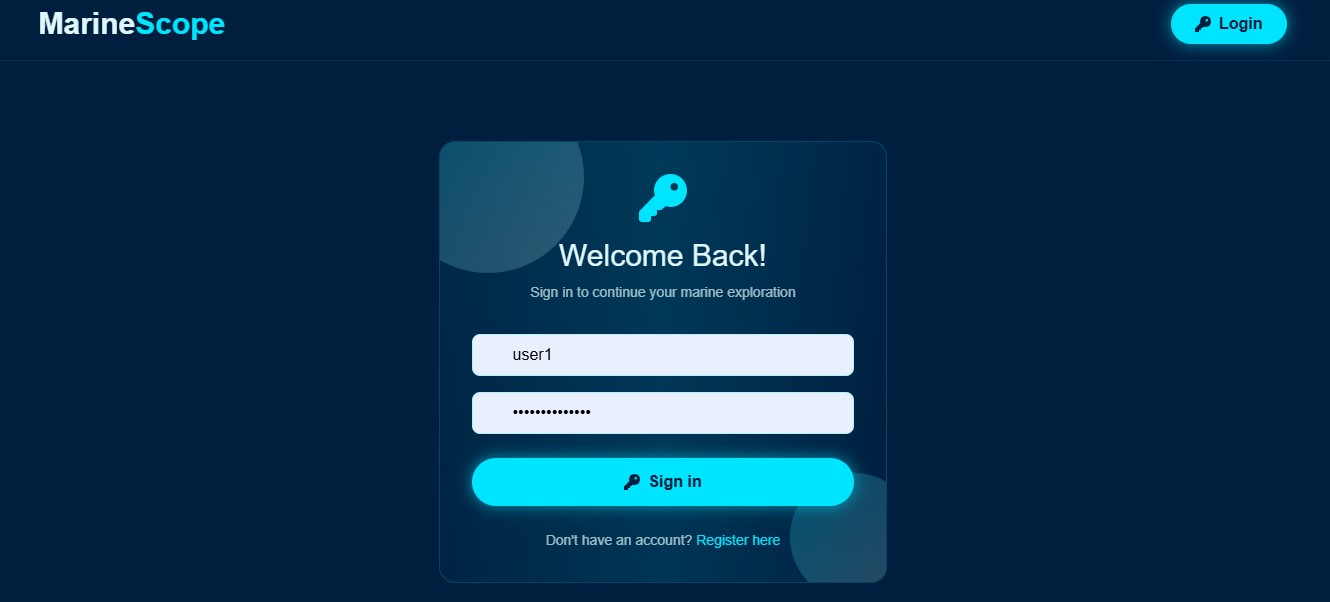 MarineScope
Login
Welcome Back!
Sign in to continue your marine exploration
user1
••••••••••••••
Sign in
Don't have an account? Register here